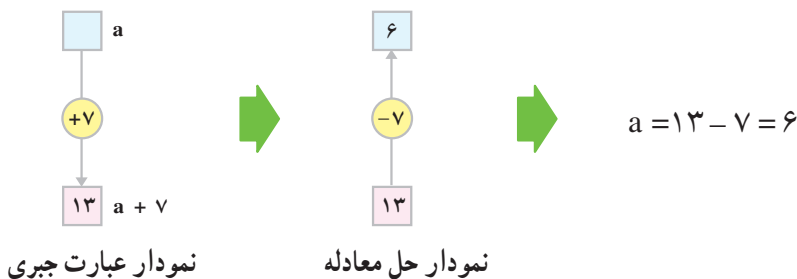 a
+۷
۱۳ a + ۷
نمودار عبارت جبری
۶
−۷
۱۳
نمودار حل معادله
a = ۱۳ − ۷ = ۶